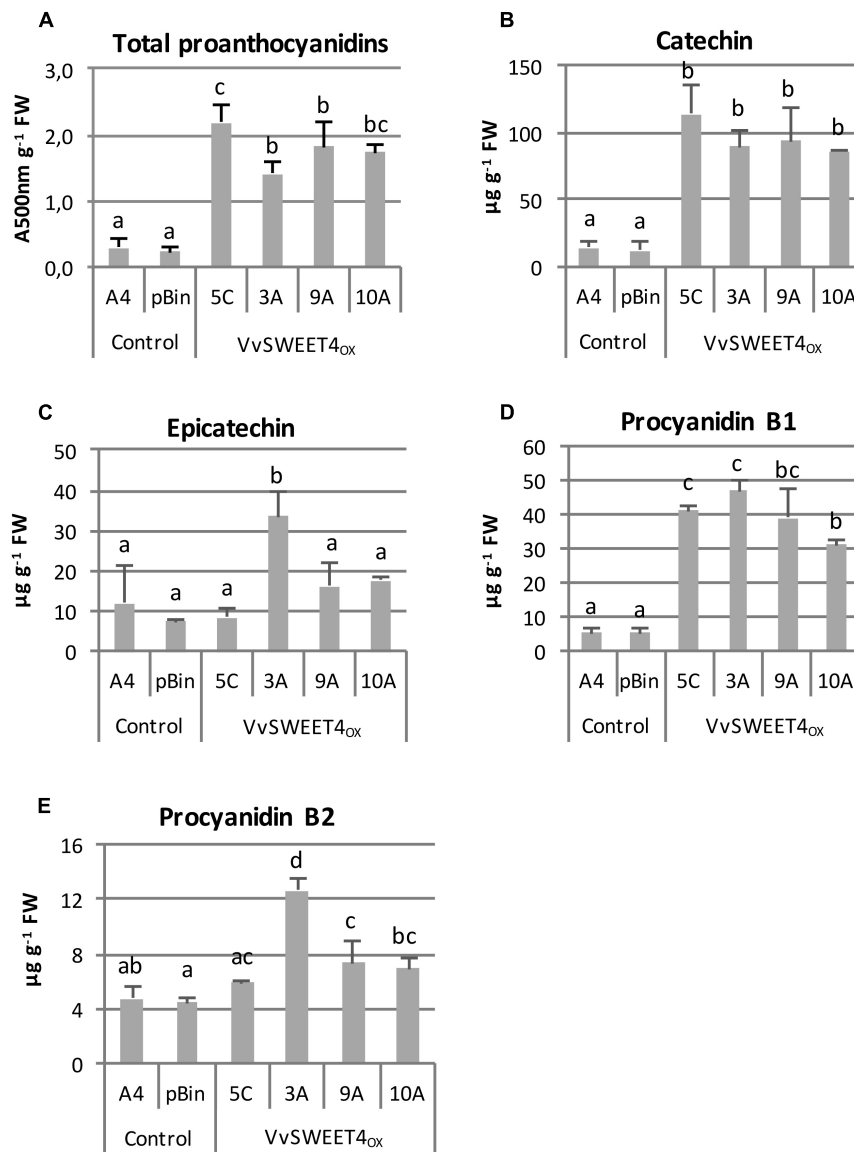 A
Total proanthocyanidins
A500nm g⁻¹ FW
3,0
2,0
1,0
0,0
a
a
c
b
b
bc
A4 pBin 5C 3A 9A 10A
Control VvSWEET4OX
B
Catechin
µg g⁻¹ FW
150
100
50
0
a
a
b
b
b
b
A4 pBin 5C 3A 9A 10A
Control VvSWEET4OX
C
Epicatechin
µg g⁻¹ FW
50
40
30
20
10
0
a
a
a
b
a
a
A4 pBin 5C 3A 9A 10A
Control VvSWEET4OX
D
Procyanidin B1
µg g⁻¹ FW
60
50
40
30
20
10
0
a
a
c
c
bc
b
A4 pBin 5C 3A 9A 10A
Control VvSWEET4OX
E
Procyanidin B2
µg g⁻¹ FW
16
12
8
4
0
ab
a
ac
d
c
bc
A4 pBin 5C 3A 9A 10A
Control VvSWEET4OX